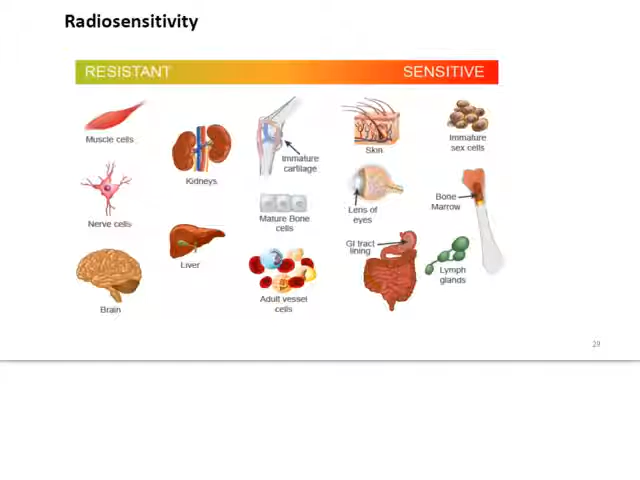 Radiosensitivity
RESISTANT
SENSITIVE
Muscle cells
Nerve cells
Brain
Kidneys
Liver
Immature
cartilage
Mature Bone
cells
Adult vessel
cells
Skin
Lens of
eyes
GI tract
lining
Immature
sex cells
Bone
Marrow
Lymph
glands
29